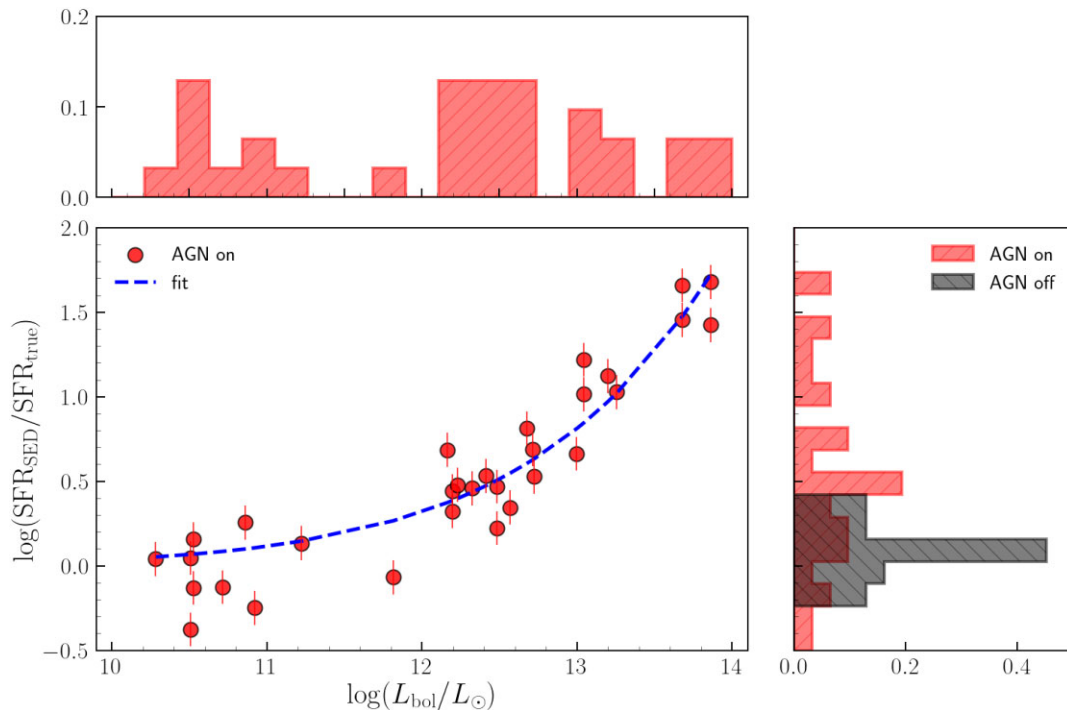 0.2
0.1
0.0
2.0
1.5
1.0
0.5
0.0
−0.5
log(SFR_SED/SFR_true)
AGN on
fit
10 11 12 13 14
log(L_bol/L_⊙)
AGN on
AGN off
0.0 0.2 0.4